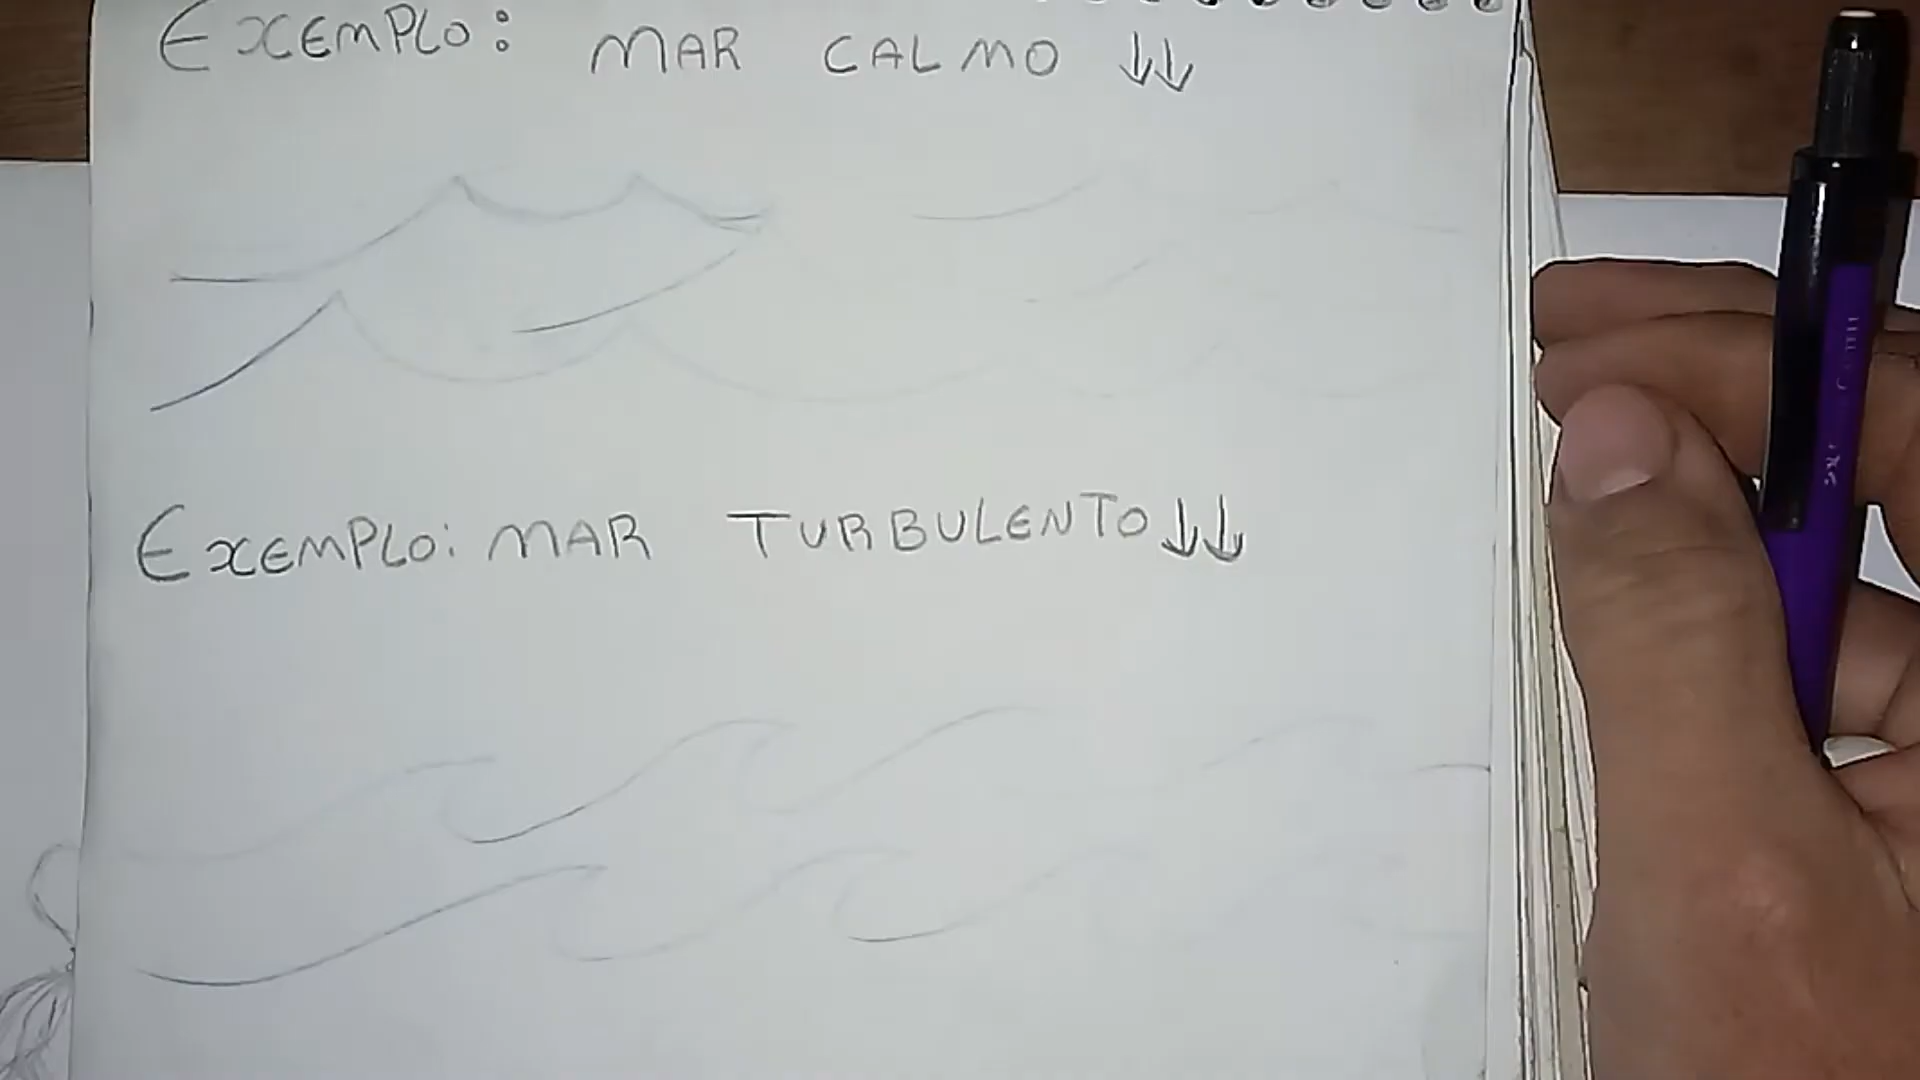 EXEMPLO: MAR CALMO ↓↓
EXEMPLO: MAR TURBULENTO ↓↓